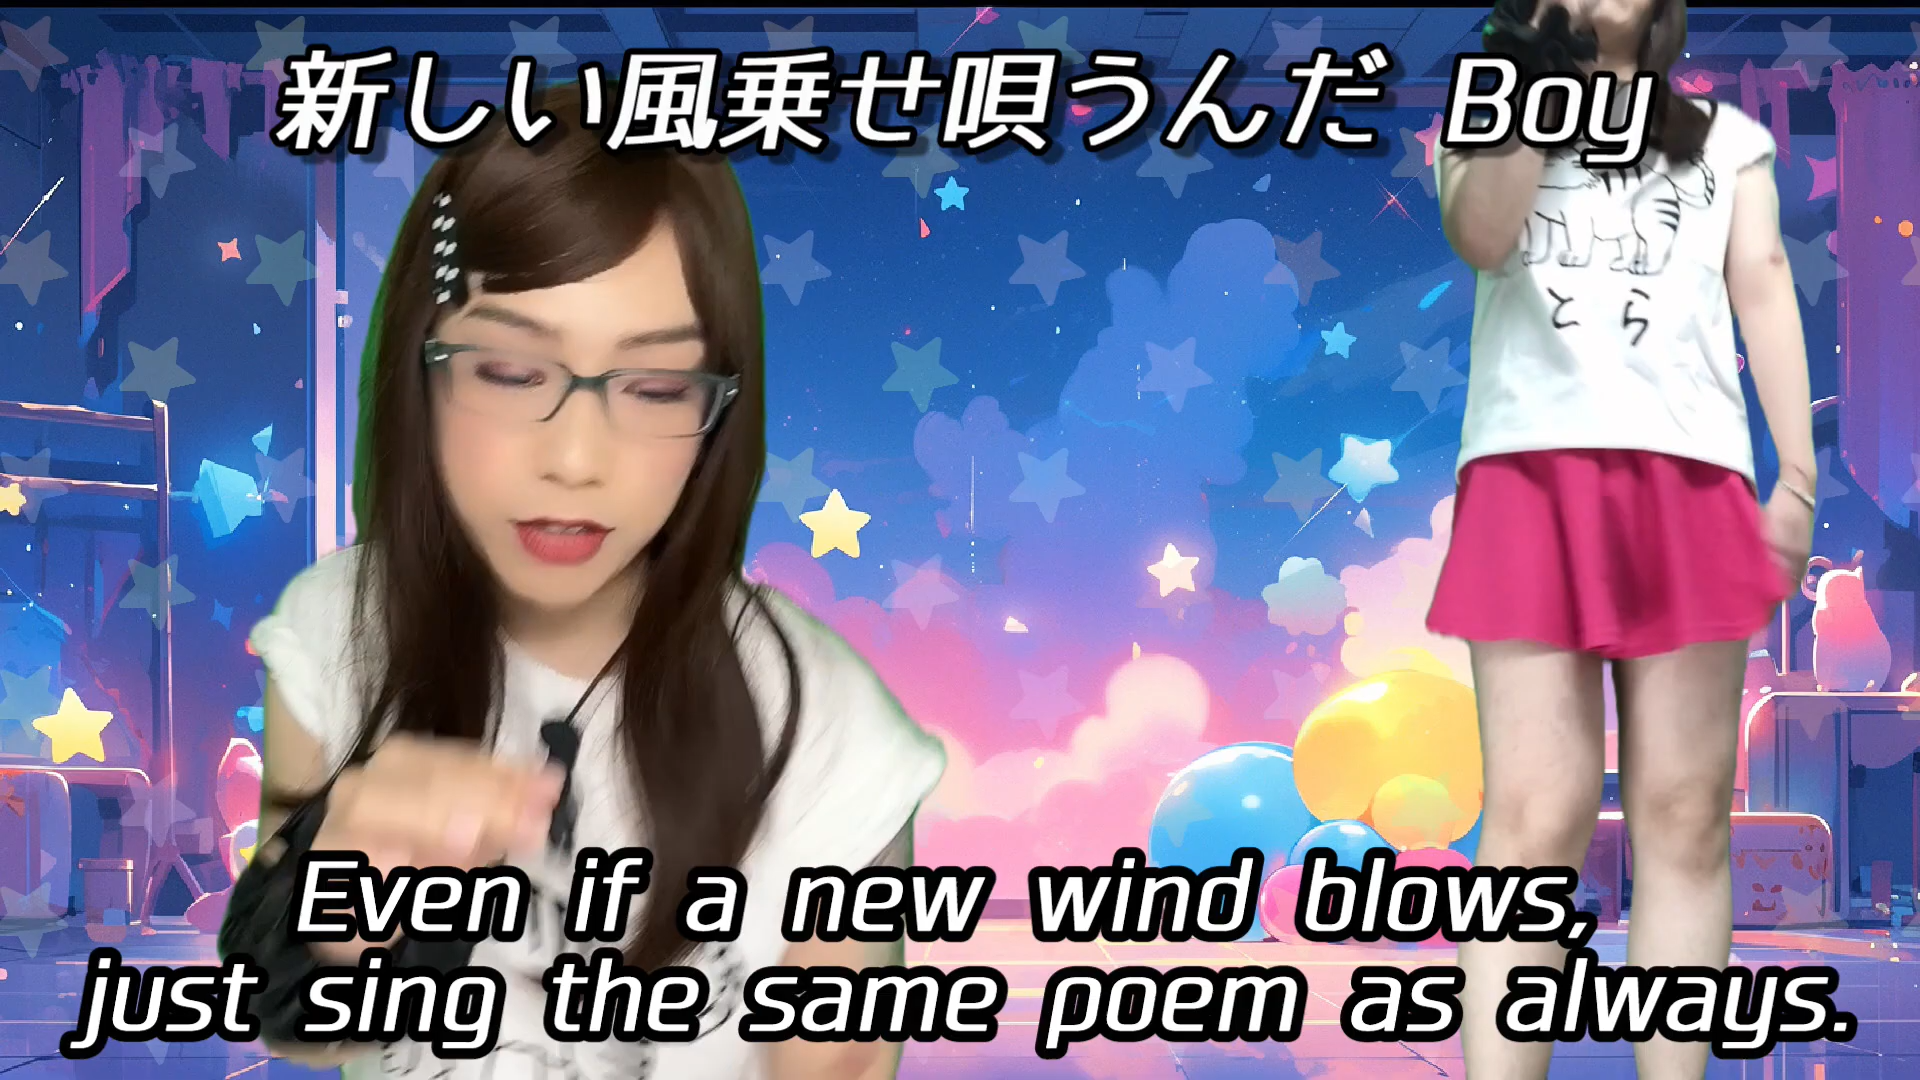 新しい風乗せ唄うんだ Boy
とら
Even if a new wind blows,
just sing the same poem as always.